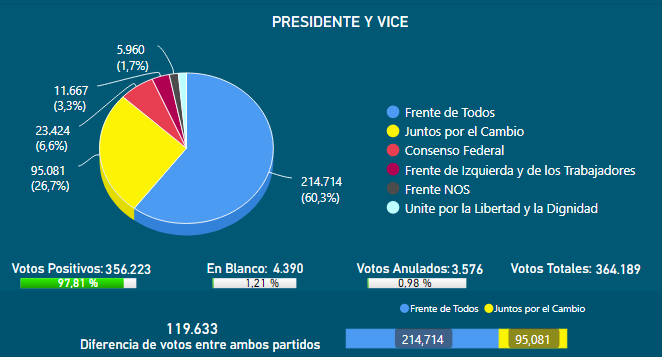 PRESIDENTE Y VICE
5.960
(1,7%)
11.667
(3,3%)
23.424
(6,6%)
95.081
(26,7%)
214.714
(60,3%)
Frente de Todos
Juntos por el Cambio
Consenso Federal
Frente de Izquierda y de los Trabajadores
Frente NOS
Unite por la Libertad y la Dignidad
Votos Positivos: 356.223
97,81 %
En Blanco: 4.390
1,21 %
Votos Anulados: 3.576
0,98 %
Votos Totales: 364.189
Frente de Todos Juntos por el Cambio
119.633
Diferencia de votos entre ambos partidos
214,714 95,081